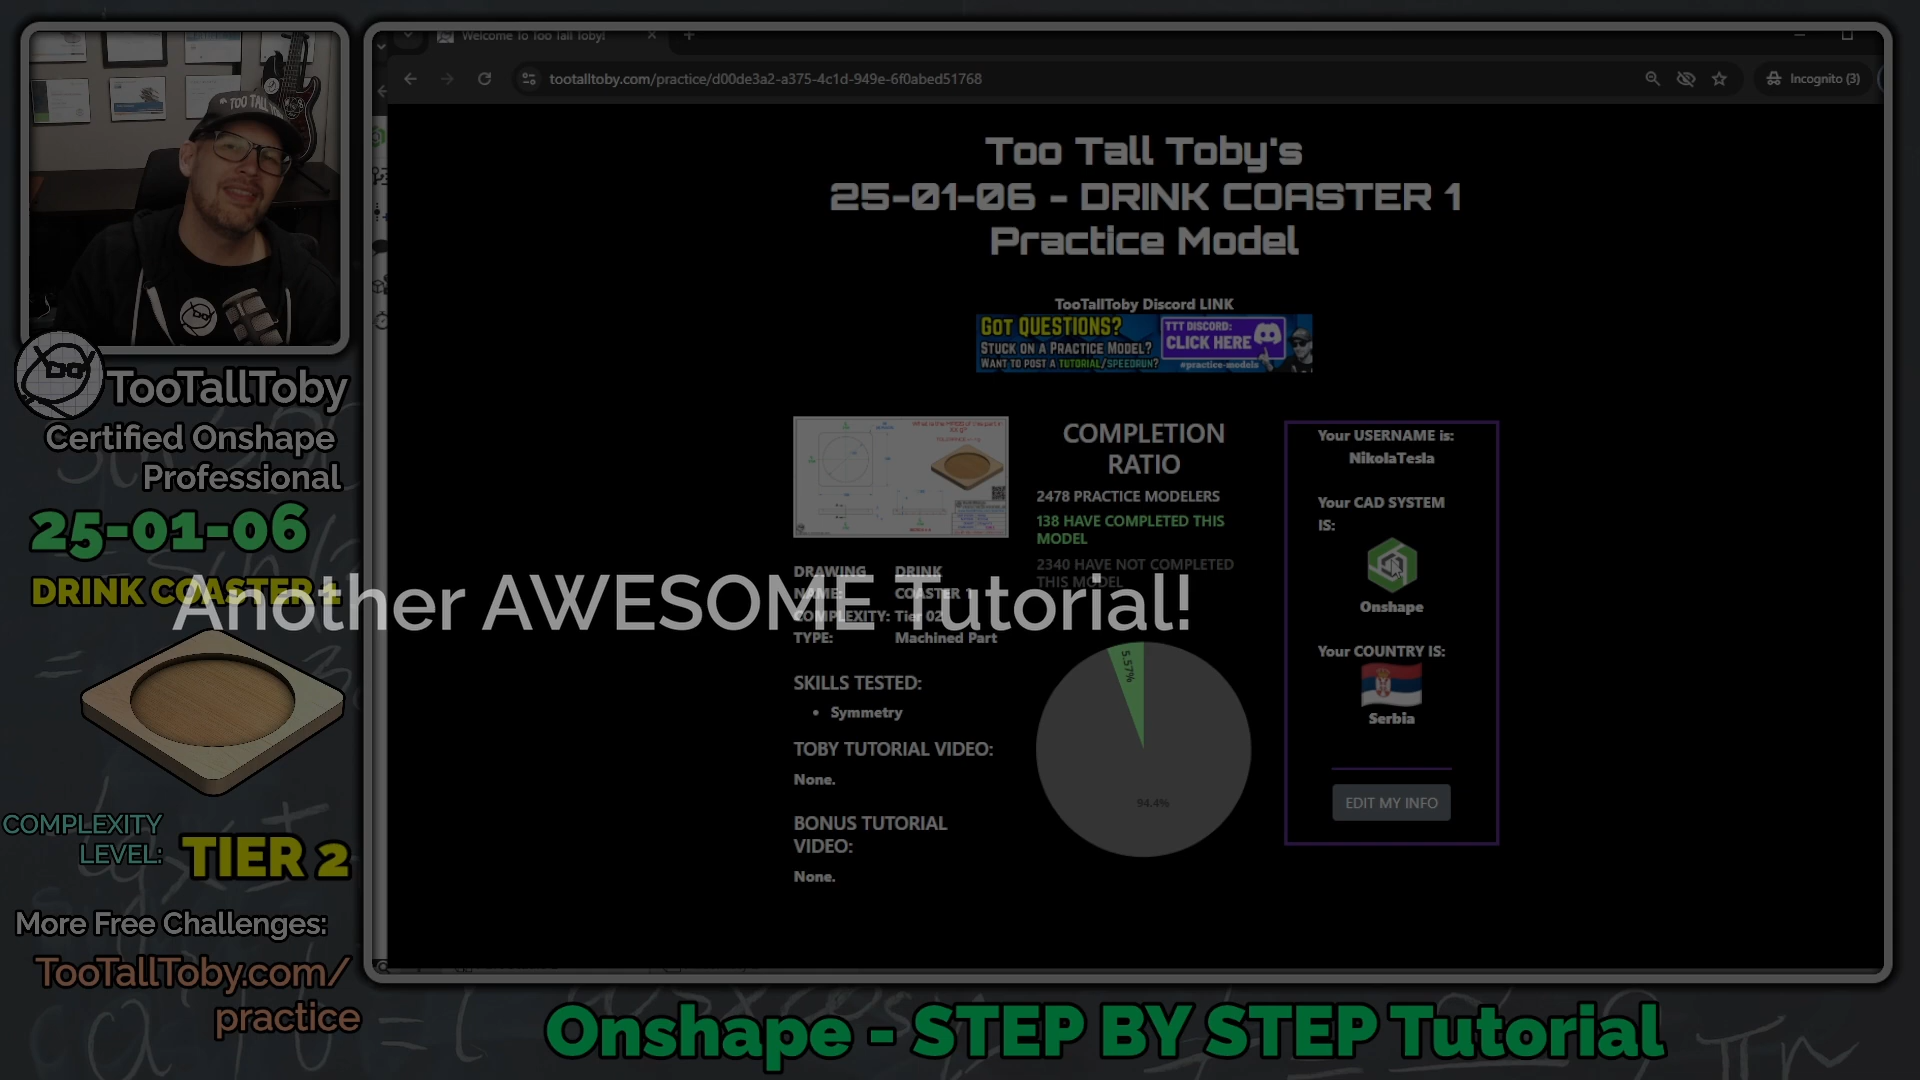 Welcome To Too Tall Toby!
tootalltoby.com/practice/d00de3a2-a375-4c1d-949e-6f0abed51768
Incognito (3)
Too Tall Toby's
25-01-06 - DRINK COASTER 1
Practice Model
TooTallToby Discord LINK
GOT QUESTIONS?
STUCK ON A PRACTICE MODEL?
WANT TO POST A TUTORIAL/SPEEDRUN?
TTT DISCORD:
CLICK HERE
#practice-models
COMPLETION
RATIO
2478 PRACTICE MODELERS
138 HAVE COMPLETED THIS
MODEL
2340 HAVE NOT COMPLETED
THIS MODEL
5.57%
94.4%
DRAWING
NAME:
DRINK
COASTER 1
COMPLEXITY: Tier 02
TYPE: Machined Part
SKILLS TESTED:
• Symmetry
TOBY TUTORIAL VIDEO:
None.
BONUS TUTORIAL
VIDEO:
None.
Your USERNAME is:
NikolaTesla
Your CAD SYSTEM
IS:
Onshape
Your COUNTRY IS:
Serbia
EDIT MY INFO
Another AWESOME Tutorial!
TooTallToby
Certified Onshape
Professional
25-01-06
DRINK COASTER 1
COMPLEXITY
LEVEL:
TIER 2
More Free Challenges:
TooTallToby.com/
practice
Onshape - STEP BY STEP Tutorial